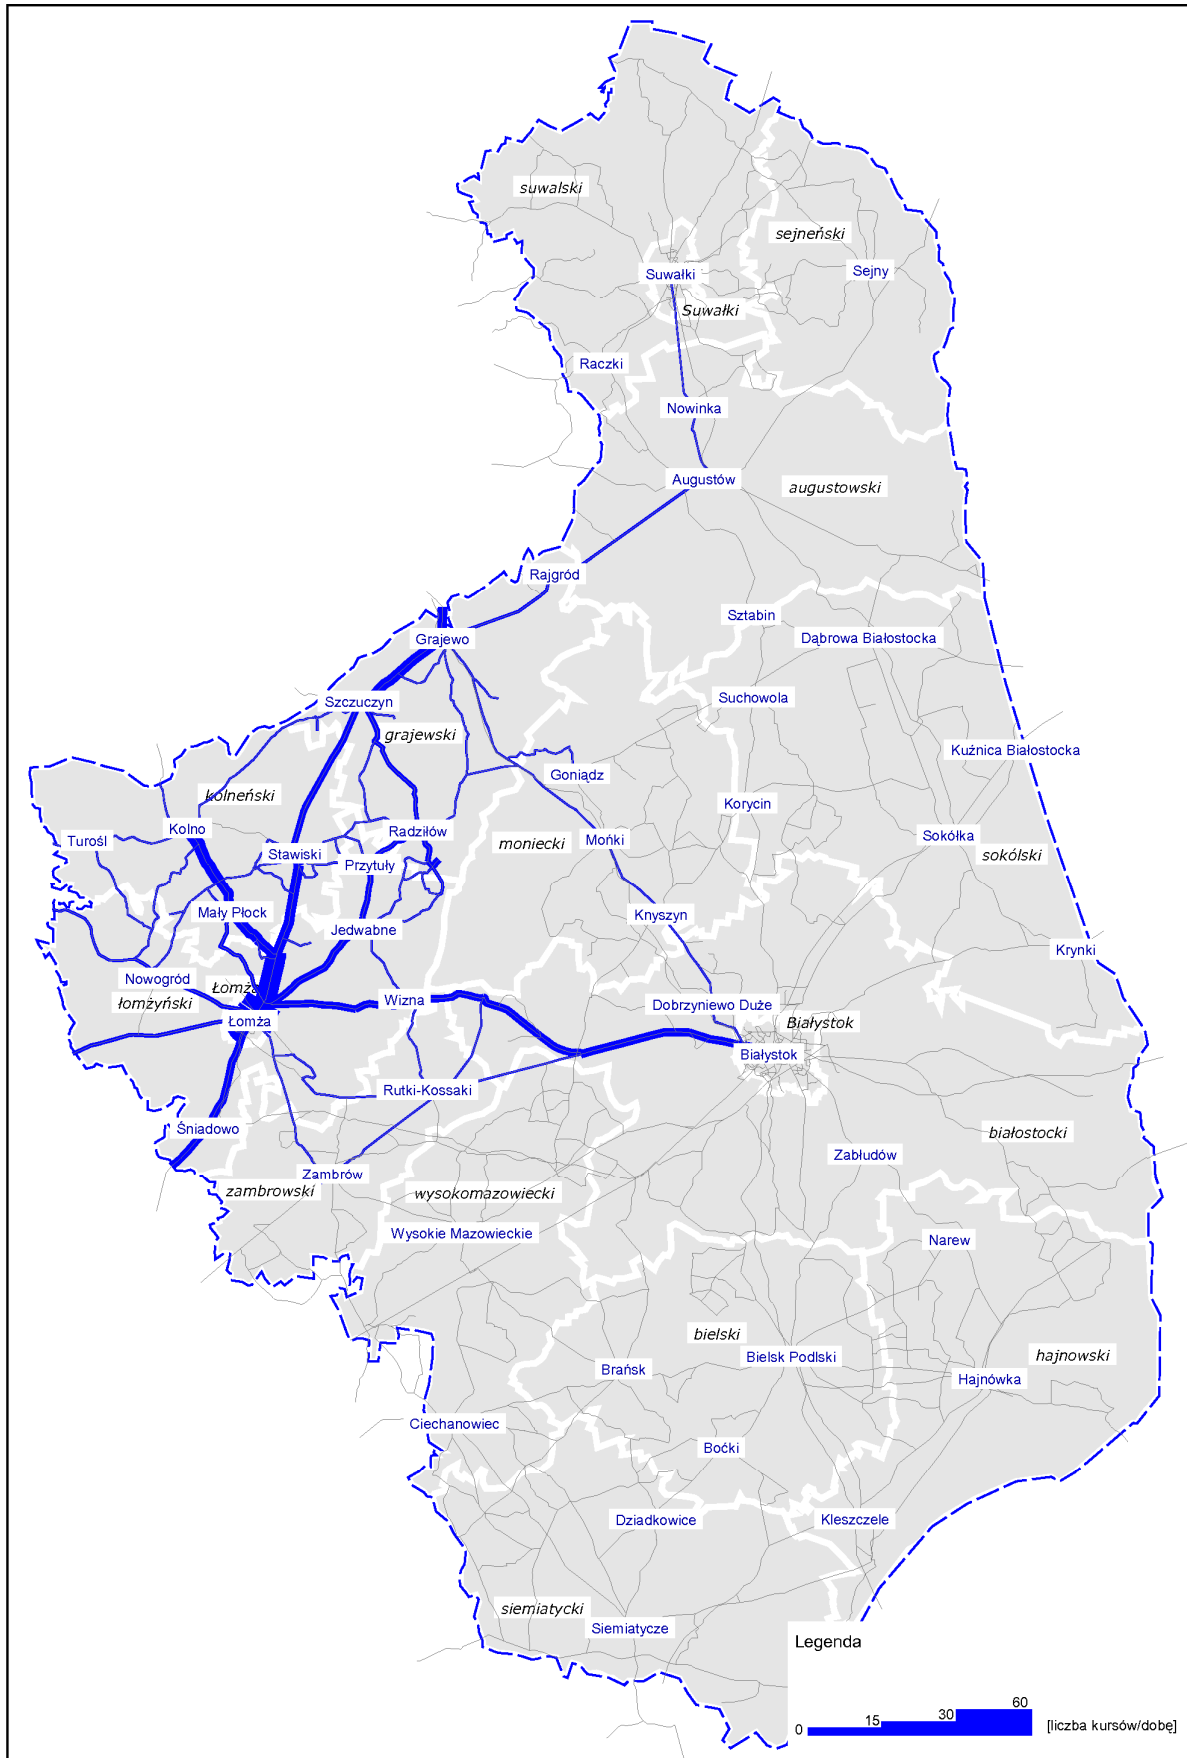 suwalski
sejneński
Suwałki
Sejny
Suwałki
Raczki
Nowinka
Augustów
augustowski
Rajgród
Sztabin
Grajewo
Dąbrowa Białostocka
Szczuczyn
Suchowola
grajewski
Kuźnica Białostocka
Goniądz
kolneński
Korycin
Kolno
Radziłów
Turośl
Mońki
Sokółka
moniecki
Stawiski
sokólski
Przytuły
Mały Płock
Knyszyn
Jedwabne
Krynki
Nowogród
Łomża
łomżyński
Wizna
Dobrzyniewo Duże
Łomża
Białystok
Białystok
Rutki-Kossaki
Śniadowo
białostocki
Zabłudów
Zambrów
zambrowski
wysokomazowiecki
Wysokie Mazowieckie
Narew
bielski
Bielsk Podlski
hajnowski
Brańsk
Hajnówka
Ciechanowiec
Boćki
Dziadkowice
Kleszczele
siemiatycki
Siemiatycze
Legenda
0 15 30 60
[liczba kursów/dobę]